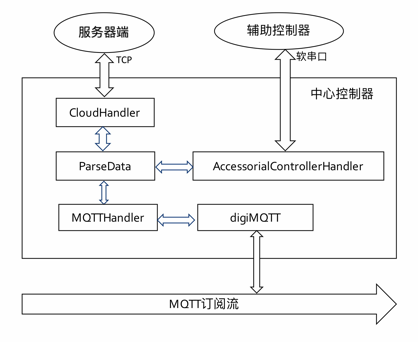 服务器端
辅助控制器
TCP
软串口
中心控制器
CloudHandler
ParseData
AccessorialControllerHandler
MQTTHandler
digiMQTT
MQTT订阅流